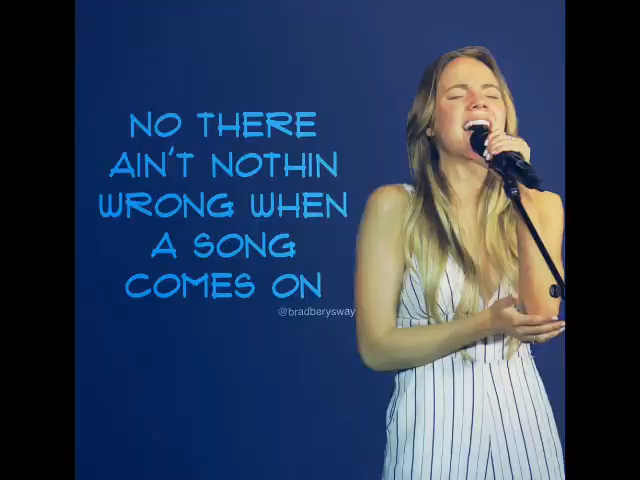 NO THERE
AIN'T NOTHIN
WRONG WHEN
A SONG
COMES ON
@bradberysway